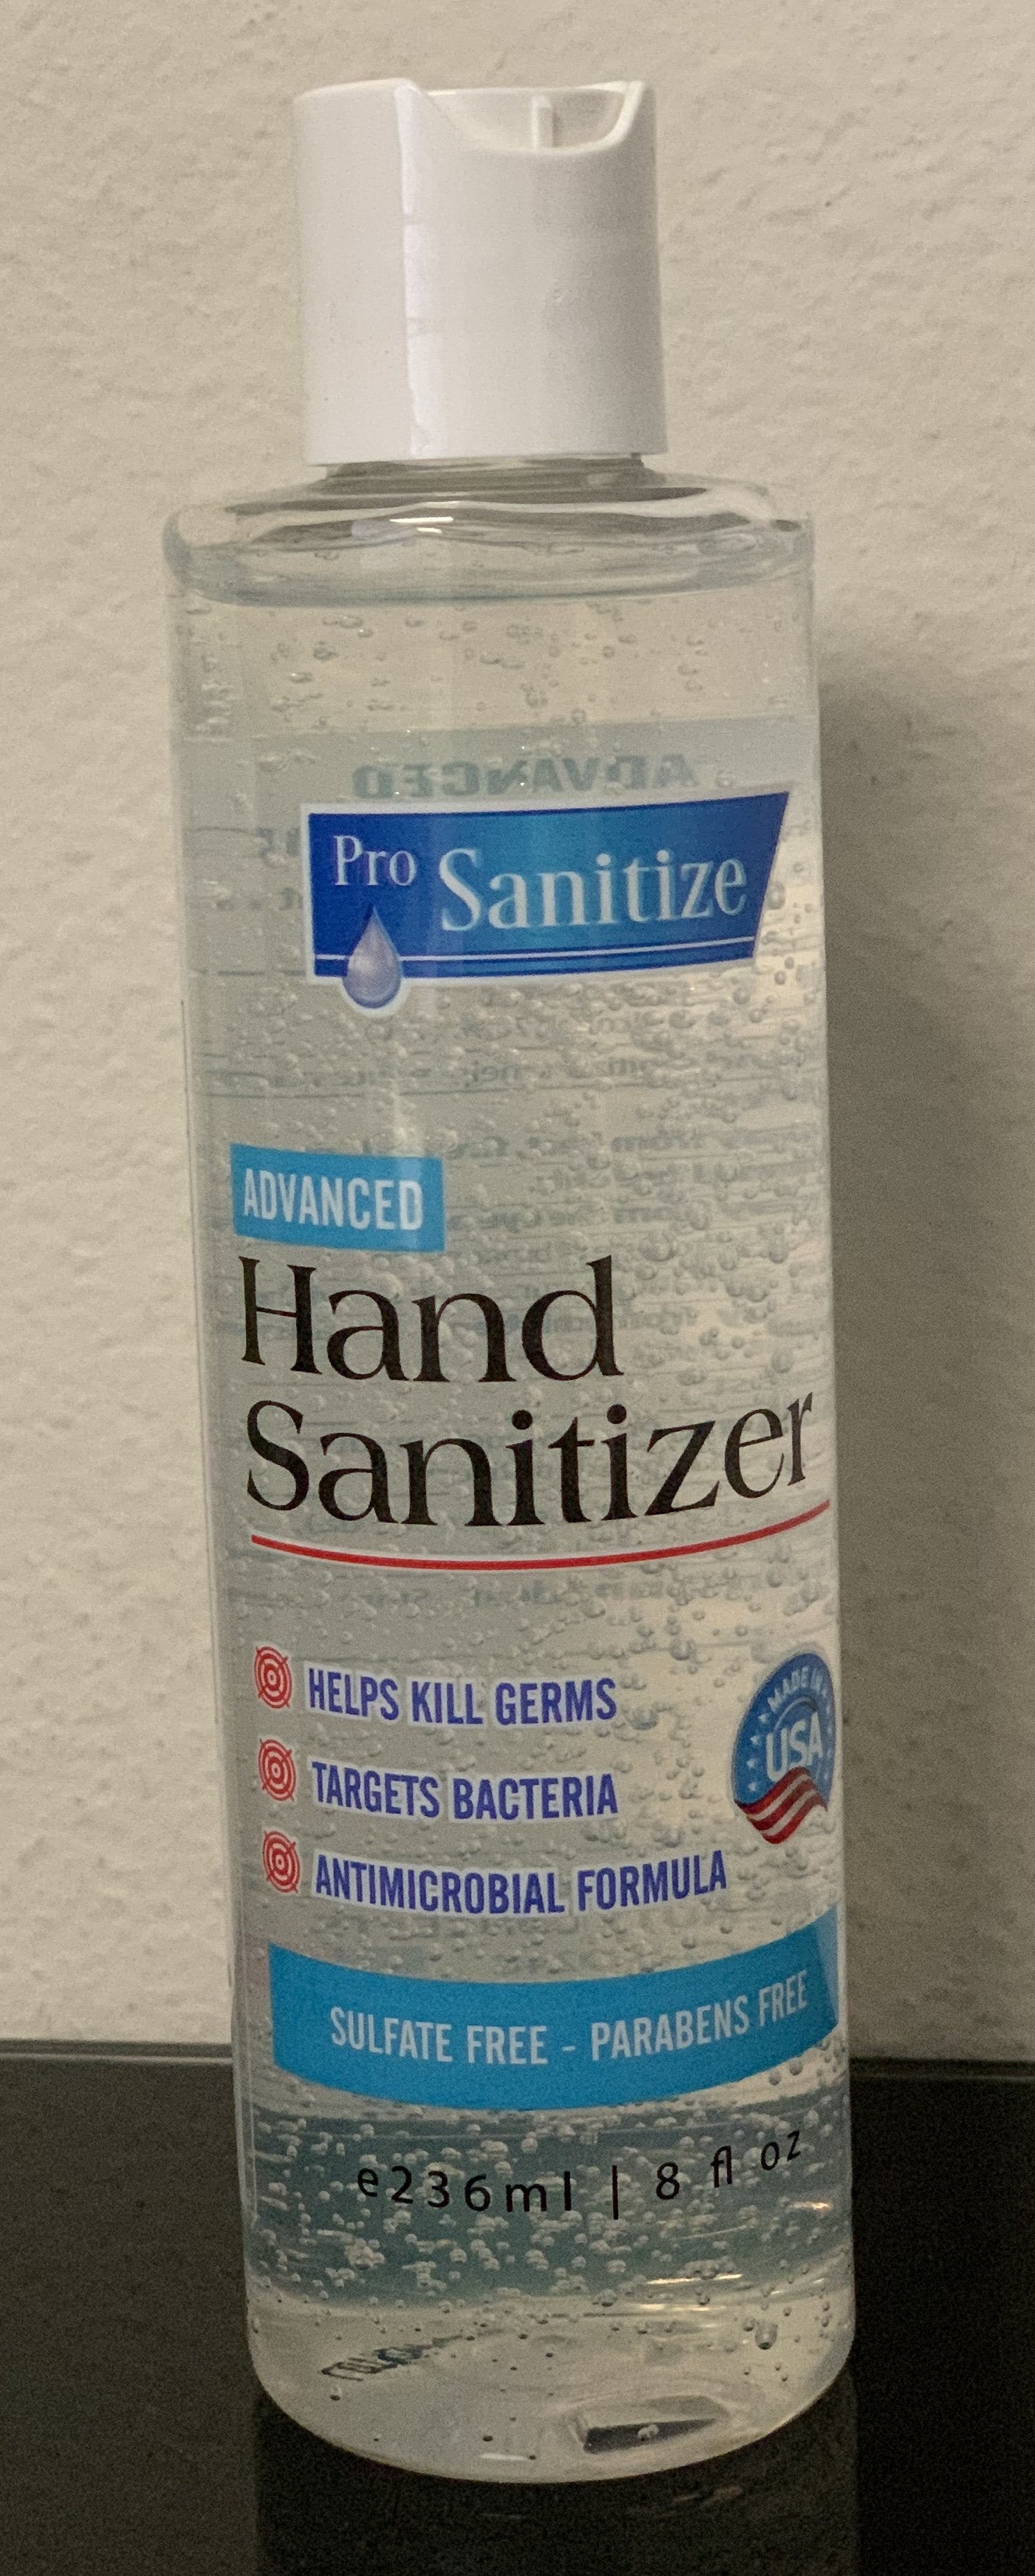 ADVANCED
Pro Sanitize
ADVANCED
Hand
Sanitizer
HELPS KILL GERMS
TARGETS BACTERIA
ANTIMICROBIAL FORMULA
MADE IN
USA
SULFATE FREE - PARABENS FREE
e236ml | 8 fl oz